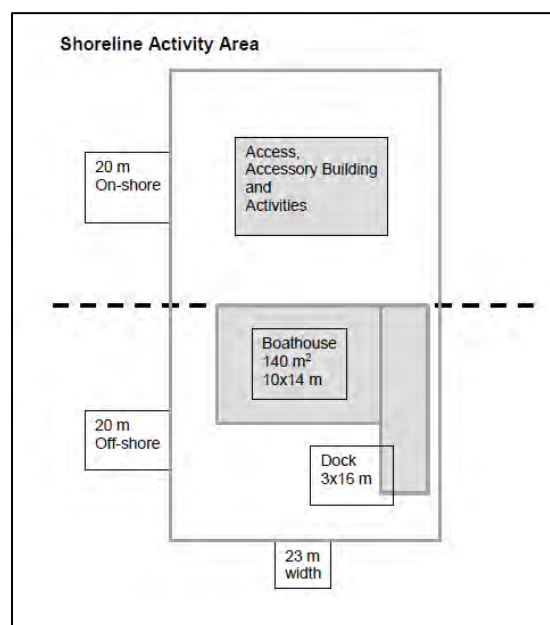 Shoreline Activity Area
20 m
On-shore
Access,
Accessory Building
and
Activities
Boathouse
140 m²
10x14 m
20 m
Off-shore
Dock
3x16 m
23 m
width